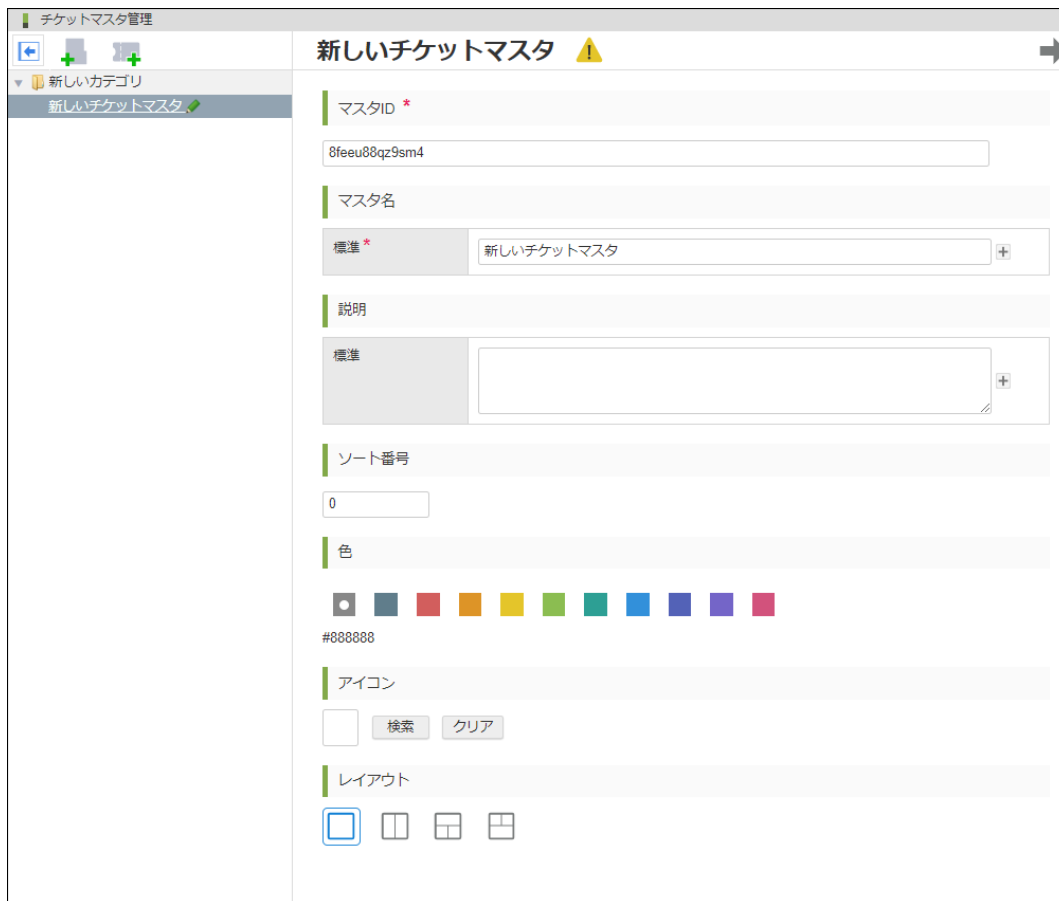 チケットマスタ管理
新しいチケットマスタ
新しいカテゴリ
新しいチケットマスタ
マスタID *
8feeu88qz9sm4
マスタ名
標準 *
新しいチケットマスタ
説明
標準
ソート番号
0
色
#888888
アイコン
検索
クリア
レイアウト